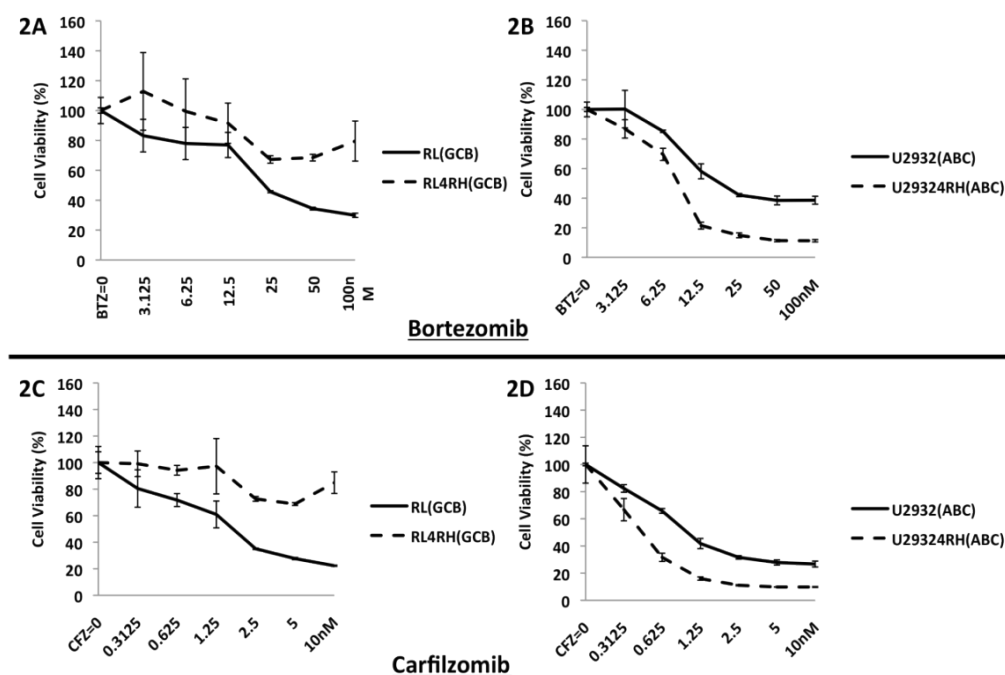 2A
160
140
120
100
80
60
40
20
0
Cell Viability (%)
BTZ=0
3.125
6.25
12.5
25
50
100n
M
RL(GCB)
RL4RH(GCB)
2B
160
140
120
100
80
60
40
20
0
Cell Viability (%)
BTZ=0
3.125
6.25
12.5
25
50
100nM
U2932(ABC)
U29324RH(ABC)
Bortezomib
2C
160
140
120
100
80
60
40
20
0
Cell Viability (%)
CFZ=0
0.3125
0.625
1.25
2.5
5
10nM
RL(GCB)
RL4RH(GCB)
2D
160
140
120
100
80
60
40
20
0
Cell Viability (%)
CFZ=0
0.3125
0.625
1.25
2.5
5
10nM
U2932(ABC)
U29324RH(ABC)
Carfilzomib